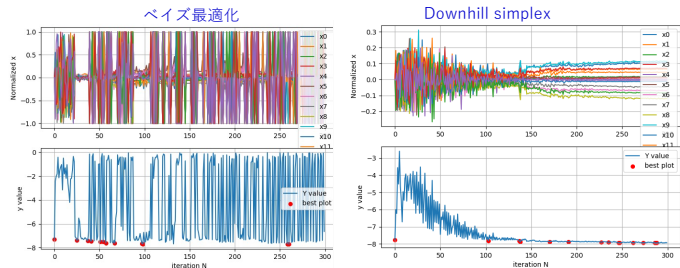 ベイズ最適化
Downhill simplex
1.0
0.5
0.0
−0.5
−1.0
Normalized x
0
50
100
150
200
250
x0
x1
x2
x3
x4
x5
x6
x7
x8
x9
x10
x11
0
−2
−4
−6
−8
y value
Y value
best plot
0
50
100
150
200
250
300
iteration N
0.3
0.2
0.1
0.0
−0.1
−0.2
Normalized x
0
50
100
150
200
250
x0
x1
x2
x3
x4
x5
x6
x7
x8
x9
x10
x11
−3
−4
−5
−6
−7
−8
y value
Y value
best plot
0
50
100
150
200
250
300
iteration N